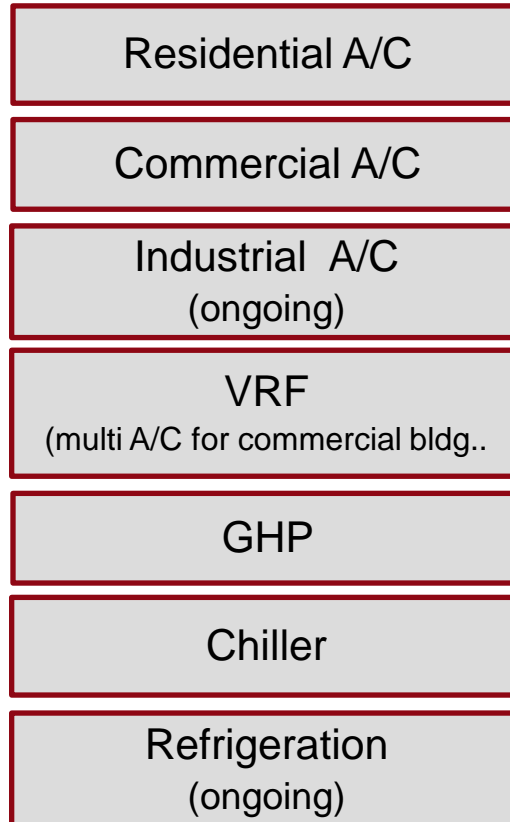 Residential A/C
Commercial A/C
Industrial A/C
(ongoing)
VRF
(multi A/C for commercial bldg..
GHP
Chiller
Refrigeration
(ongoing)